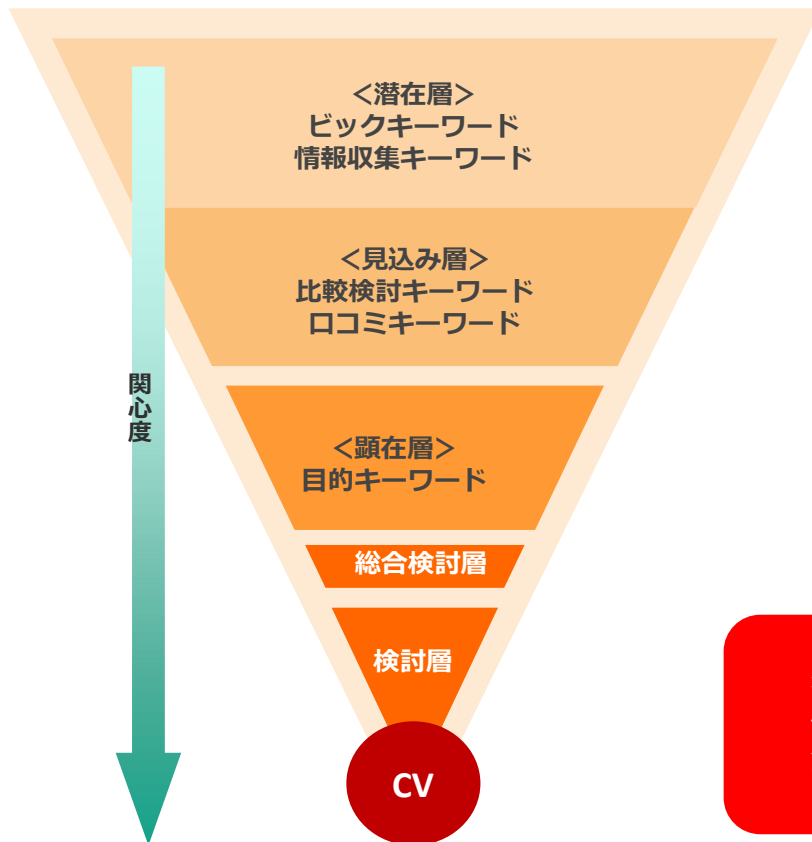 ＜潜在層＞
ビックキーワード
情報収集キーワード
＜見込み層＞
比較検討キーワード
口コミキーワード
関心度
＜顕在層＞
目的キーワード
総合検討層
検討層
CV